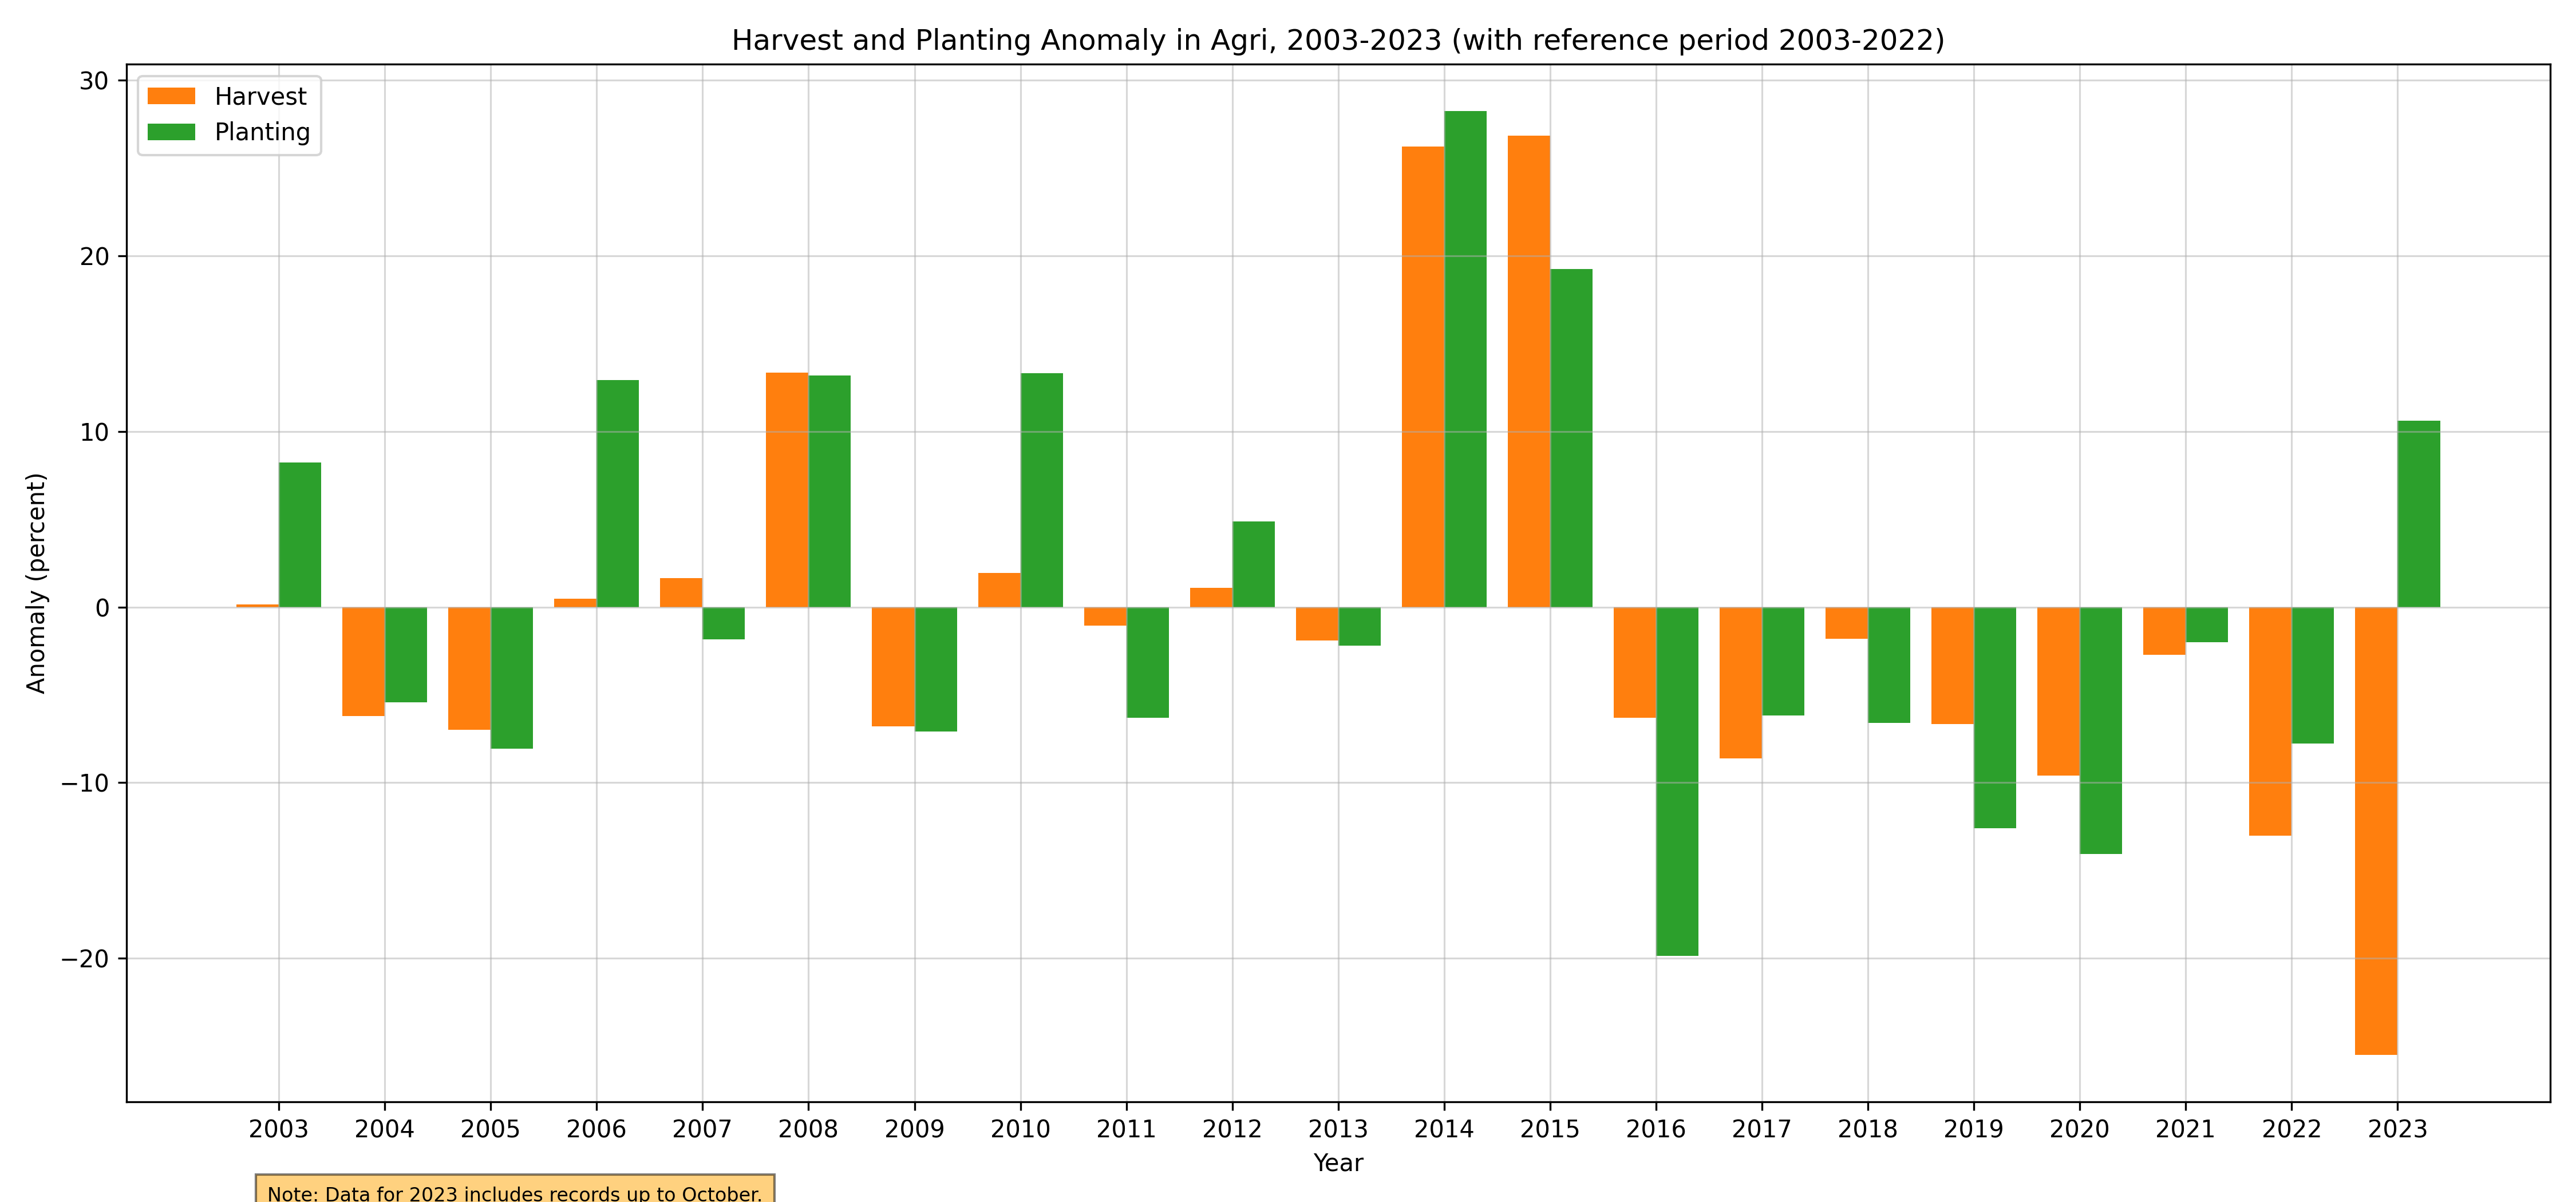 Harvest and Planting Anomaly in Agri, 2003-2023 (with reference period 2003-2022)
Harvest
Planting
30
20
10
0
−10
−20
Anomaly (percent)
2003 2004 2005 2006 2007 2008 2009 2010 2011 2012 2013 2014 2015 2016 2017 2018 2019 2020 2021 2022 2023
Year
Note: Data for 2023 includes records up to October.